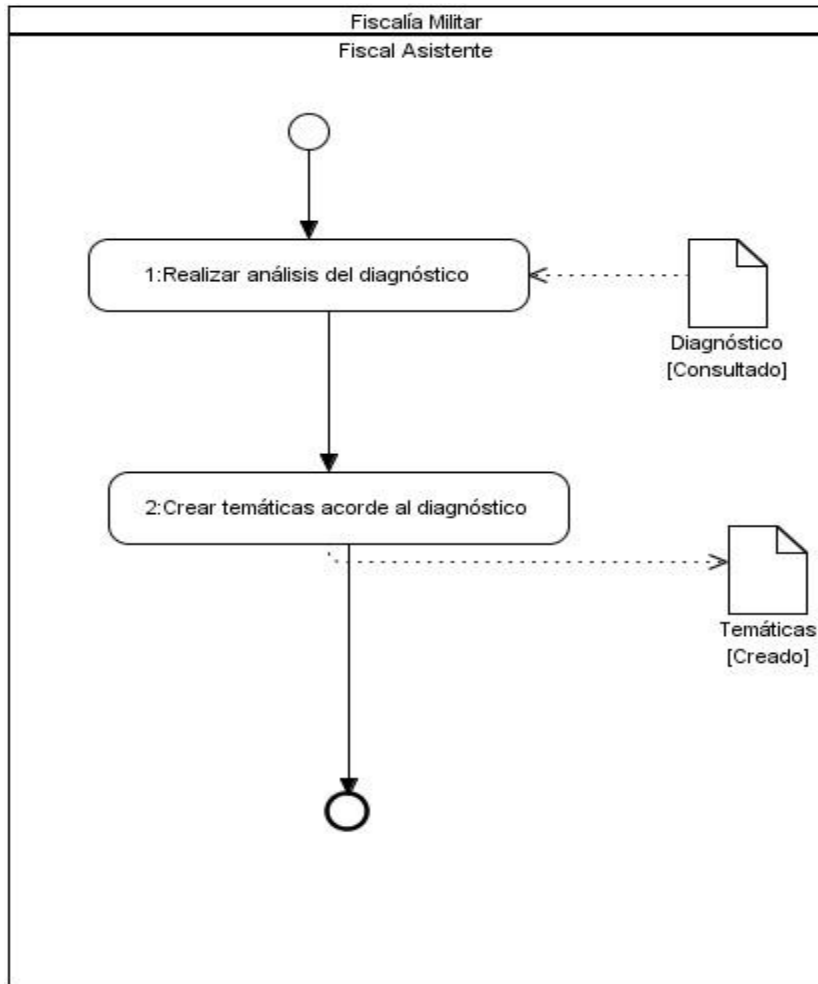 Fiscalía Militar
Fiscal Asistente
1:Realizar análisis del diagnóstico
Diagnóstico
[Consultado]
2:Crear temáticas acorde al diagnóstico
Temáticas
[Creado]